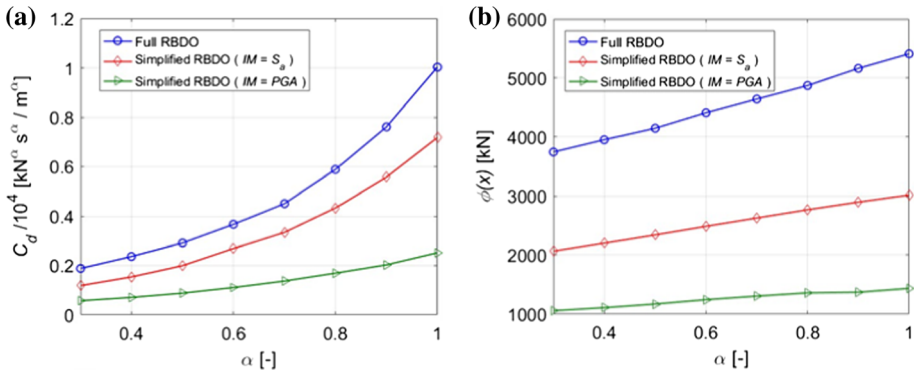 (a)
Full RBDO
Simplified RBDO ( IM = Sa )
Simplified RBDO ( IM = PGA )
1.2
1
0.8
0.6
0.4
0.2
0
0.4
0.6
0.8
1
Cd /10^4 [kN^α s^α / m^α]
α [-]
(b)
Full RBDO
Simplified RBDO ( IM = Sa )
Simplified RBDO ( IM = PGA )
6000
5000
4000
3000
2000
1000
0.4
0.6
0.8
1
ϕ(x) [kN]
α [-]